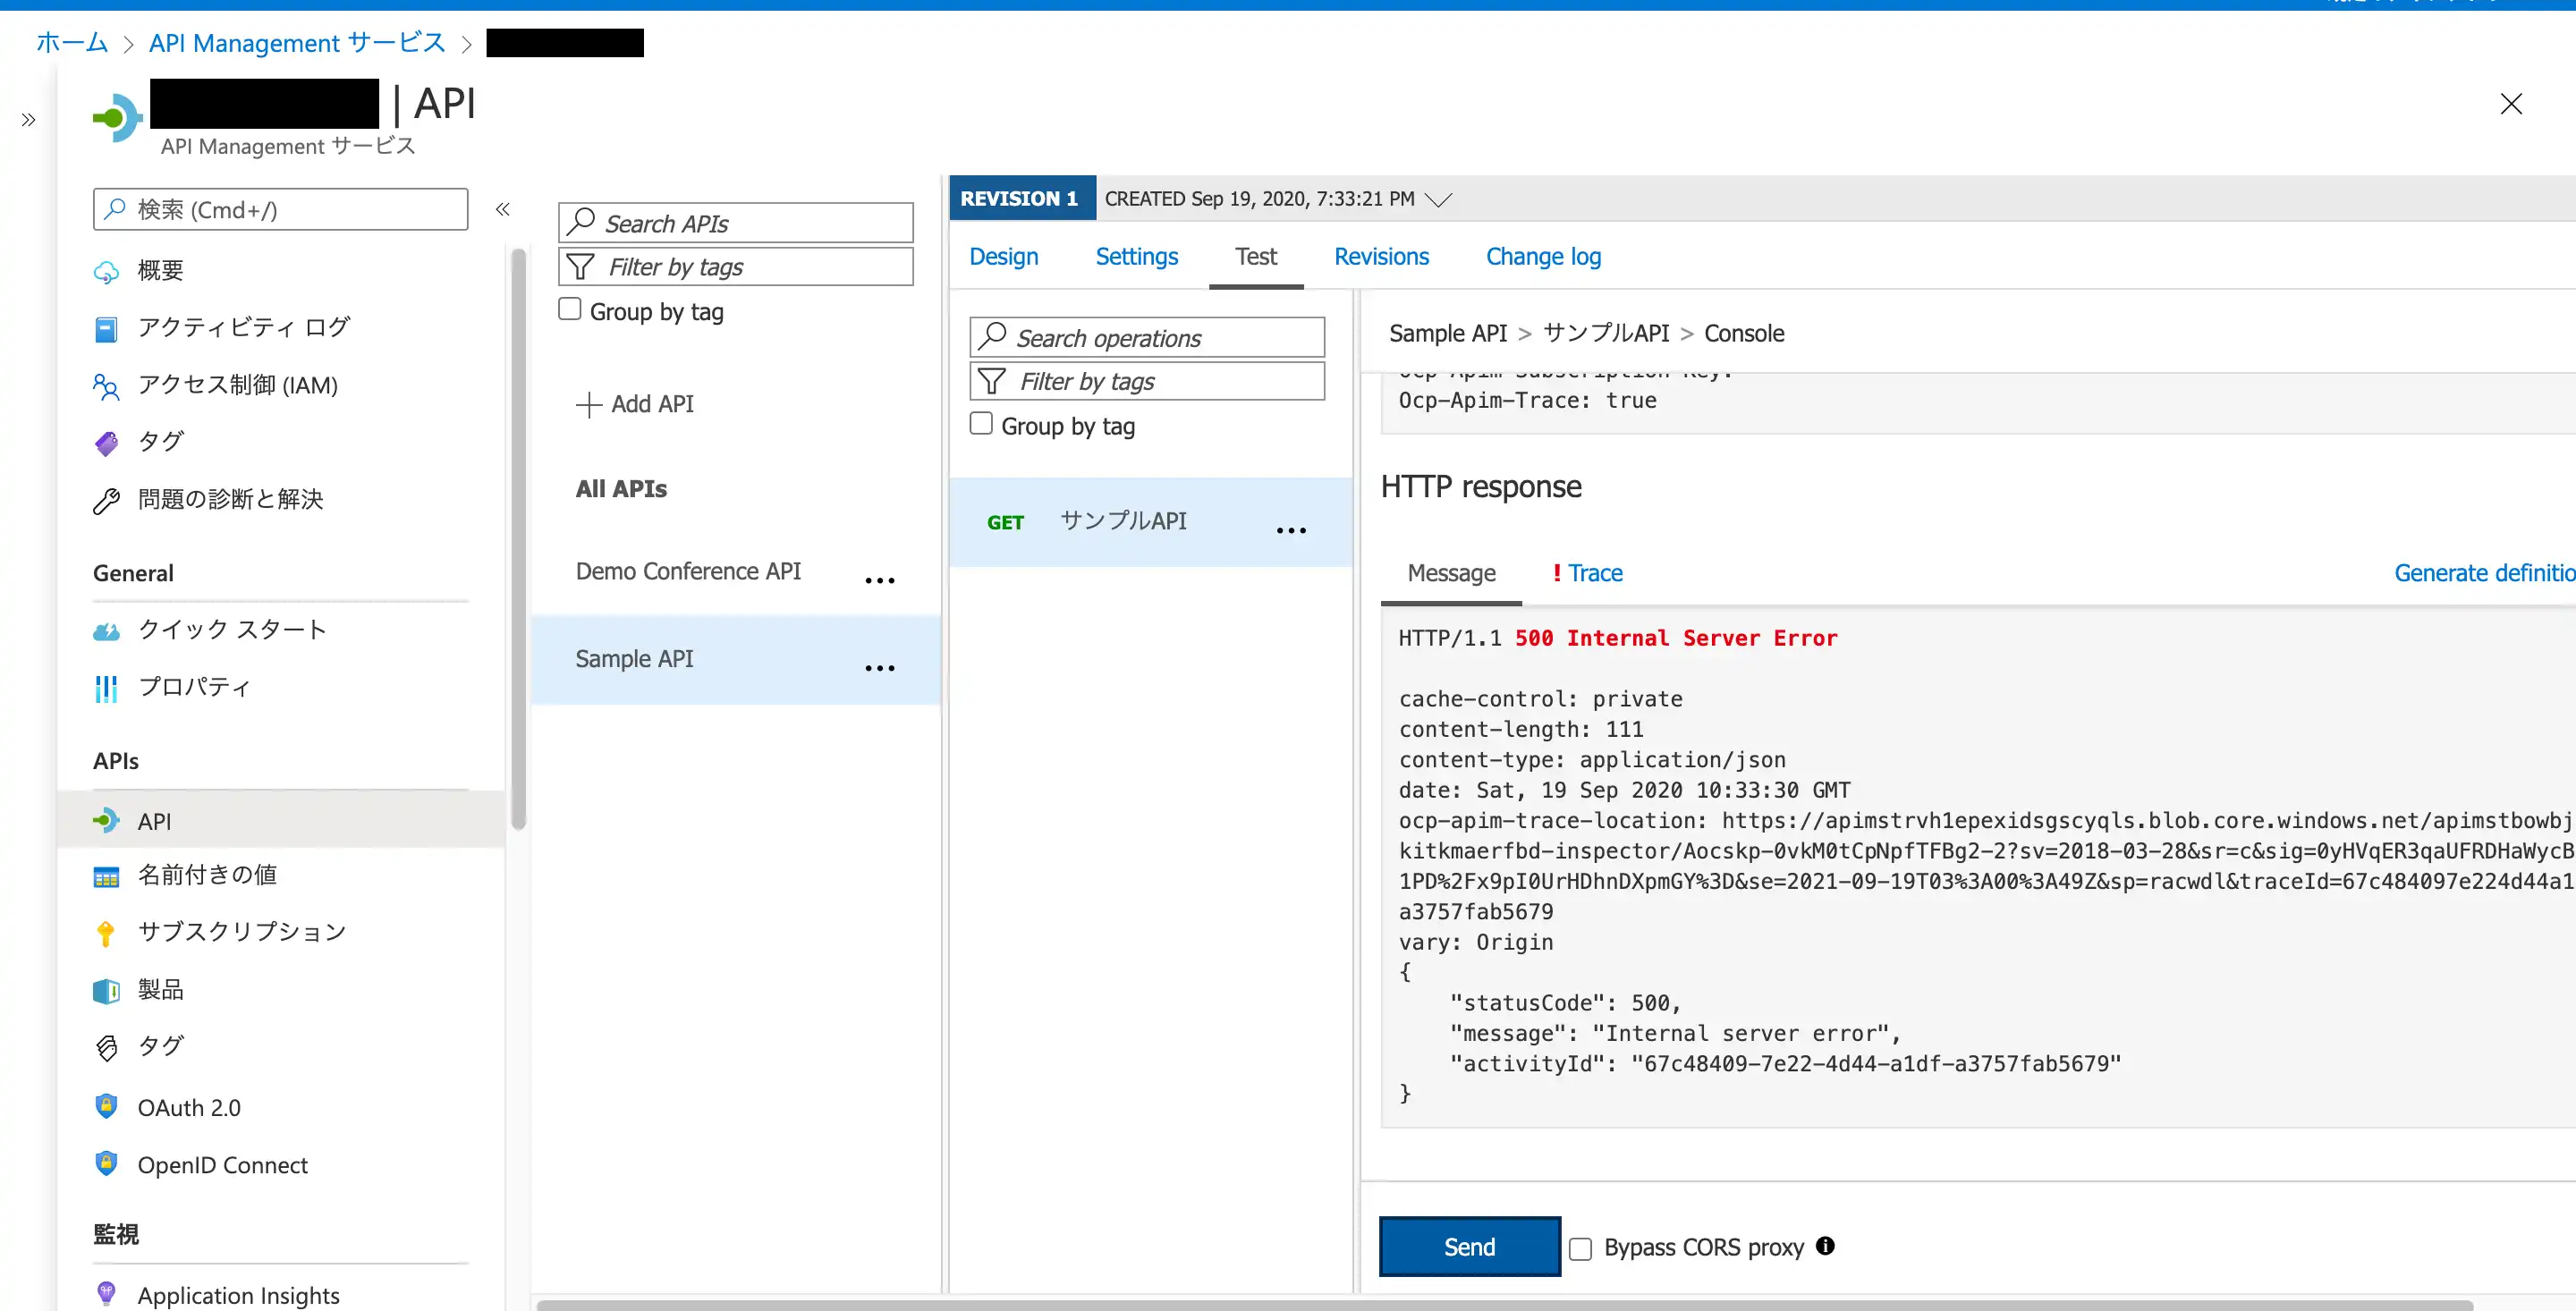 ホーム > API Management サービス >
| API
API Management サービス
検索 (Cmd+/)
概要
アクティビティ ログ
アクセス制御 (IAM)
タグ
問題の診断と解決
General
クイック スタート
プロパティ
APIs
API
名前付きの値
サブスクリプション
製品
タグ
OAuth 2.0
OpenID Connect
監視
Application Insights
Search APIs
Filter by tags
Group by tag
Add API
All APIs
Demo Conference API
Sample API
REVISION 1 CREATED Sep 19, 2020, 7:33:21 PM
Design Settings Test Revisions Change log
Search operations
Filter by tags
Group by tag
GET サンプルAPI
Sample API > サンプルAPI > Console
Ocp-Apim-Subscription-Key:
Ocp-Apim-Trace: true
HTTP response
Message ! Trace Generate definitio
HTTP/1.1 500 Internal Server Error
cache-control: private
content-length: 111
content-type: application/json
date: Sat, 19 Sep 2020 10:33:30 GMT
ocp-apim-trace-location: https://apimstrvh1epexidsgscyqls.blob.core.windows.net/apimstbowbj
kitkmaerfbd-inspector/Aocskp-0vkM0tCpNpfTFBg2-2?sv=2018-03-28&sr=c&sig=0yHVqER3qaUFRDHaWycB
1PD%2Fx9pI0UrHDhnDXpmGY%3D&se=2021-09-19T03%3A00%3A49Z&sp=racwdl&traceId=67c484097e224d44a1
a3757fab5679
vary: Origin
{
"statusCode": 500,
"message": "Internal server error",
"activityId": "67c48409-7e22-4d44-a1df-a3757fab5679"
}
Send Bypass CORS proxy